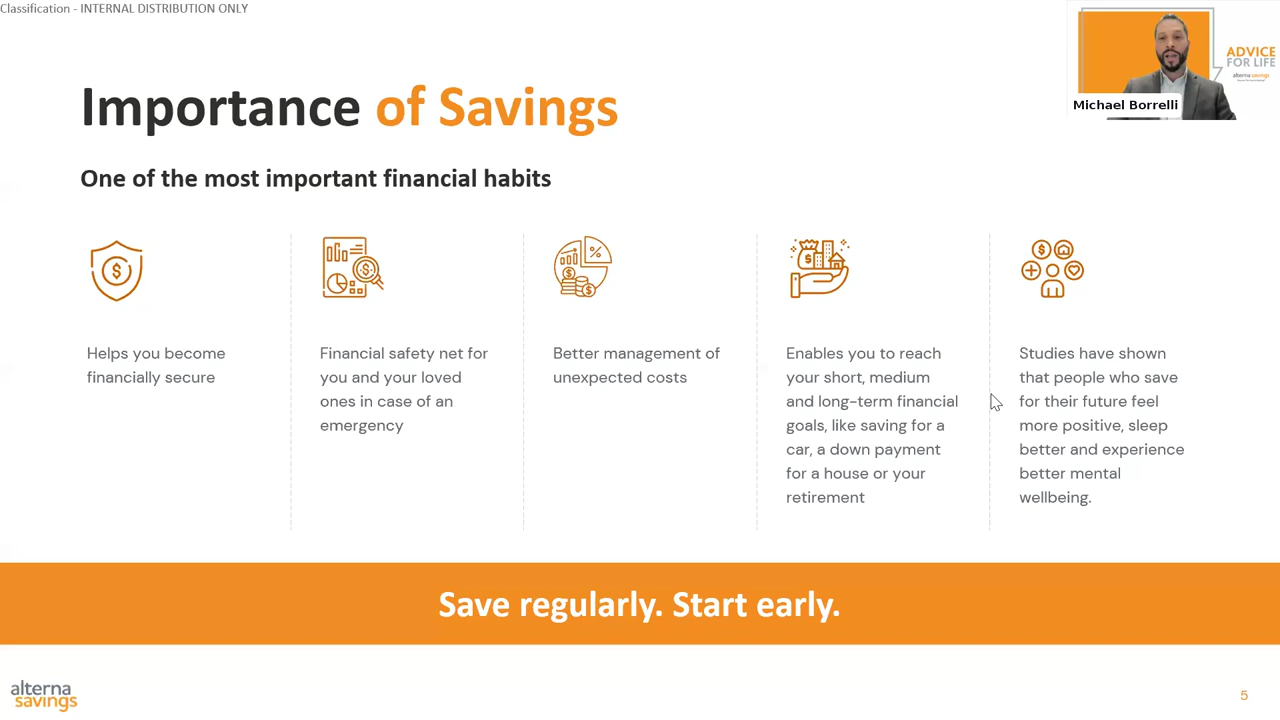 Classification - INTERNAL DISTRIBUTION ONLY
ADVICE
FOR LIFE
alterna savings
Michael Borrelli
Importance of Savings
One of the most important financial habits
$
Helps you become
financially secure
$
Financial safety net for
you and your loved
ones in case of an
emergency
%
$
$
Better management of
unexpected costs
$
Enables you to reach
your short, medium
and long-term financial
goals, like saving for a
car, a down payment
for a house or your
retirement
$
Studies have shown
that people who save
for their future feel
more positive, sleep
better and experience
better mental
wellbeing.
Save regularly. Start early.
alterna
savings
5